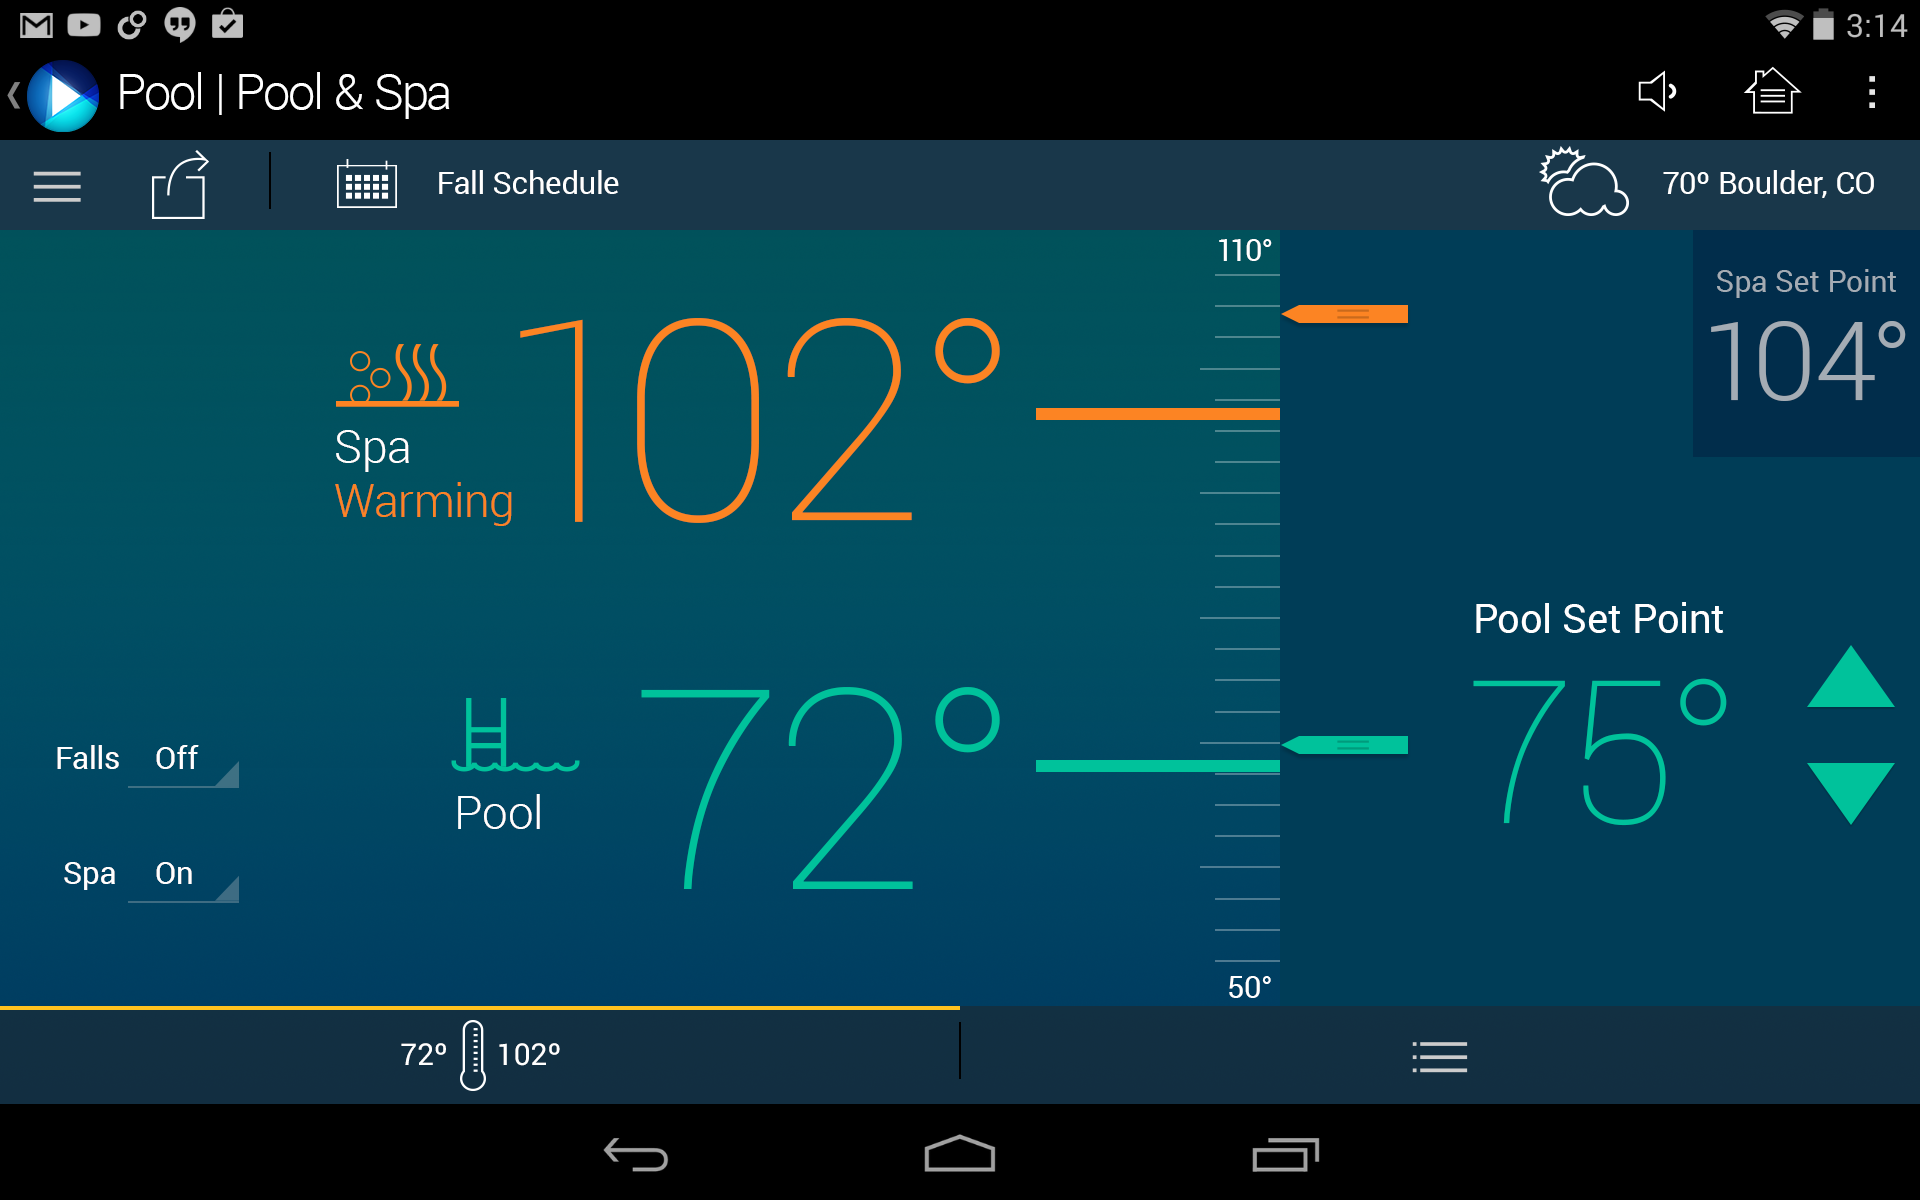 3:14
Pool | Pool & Spa
Fall Schedule
70º Boulder, CO
110°
Spa Set Point
104°
102°
Spa
Warming
Pool Set Point
75°
72°
Pool
Falls Off
Spa On
50°
72º 102º